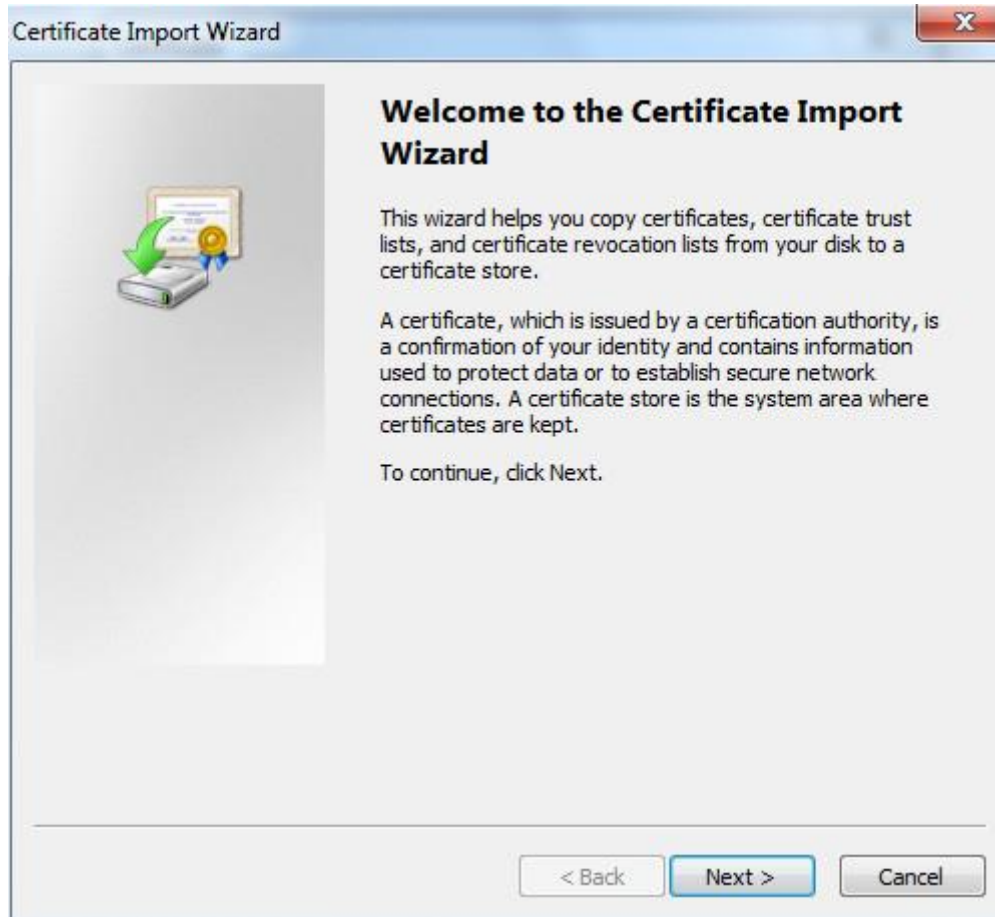 Certificate Import Wizard
Welcome to the Certificate Import
Wizard
This wizard helps you copy certificates, certificate trust
lists, and certificate revocation lists from your disk to a
certificate store.
A certificate, which is issued by a certification authority, is
a confirmation of your identity and contains information
used to protect data or to establish secure network
connections. A certificate store is the system area where
certificates are kept.
To continue, click Next.
< Back Next > Cancel